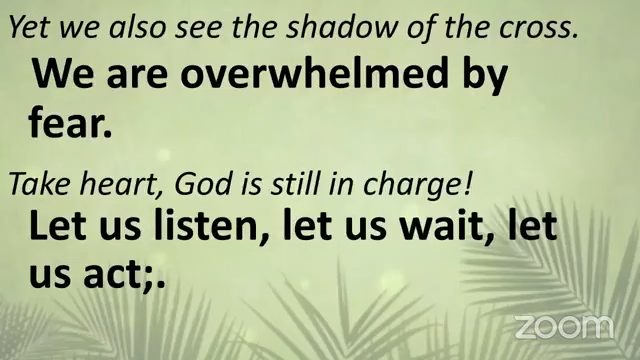 Yet we also see the shadow of the cross.
We are overwhelmed by
fear.
Take heart, God is still in charge!
Let us listen, let us wait, let
us act;.
zoom